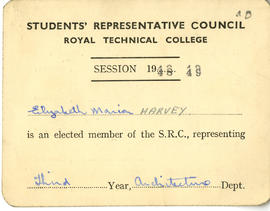 STUDENTS' REPRESENTATIVE COUNCIL
ROYAL TECHNICAL COLLEGE
SESSION 1948 49
Elizabeth Maria HARVEY
is an elected member of the S.R.C., representing
Third Year, Architecture Dept.